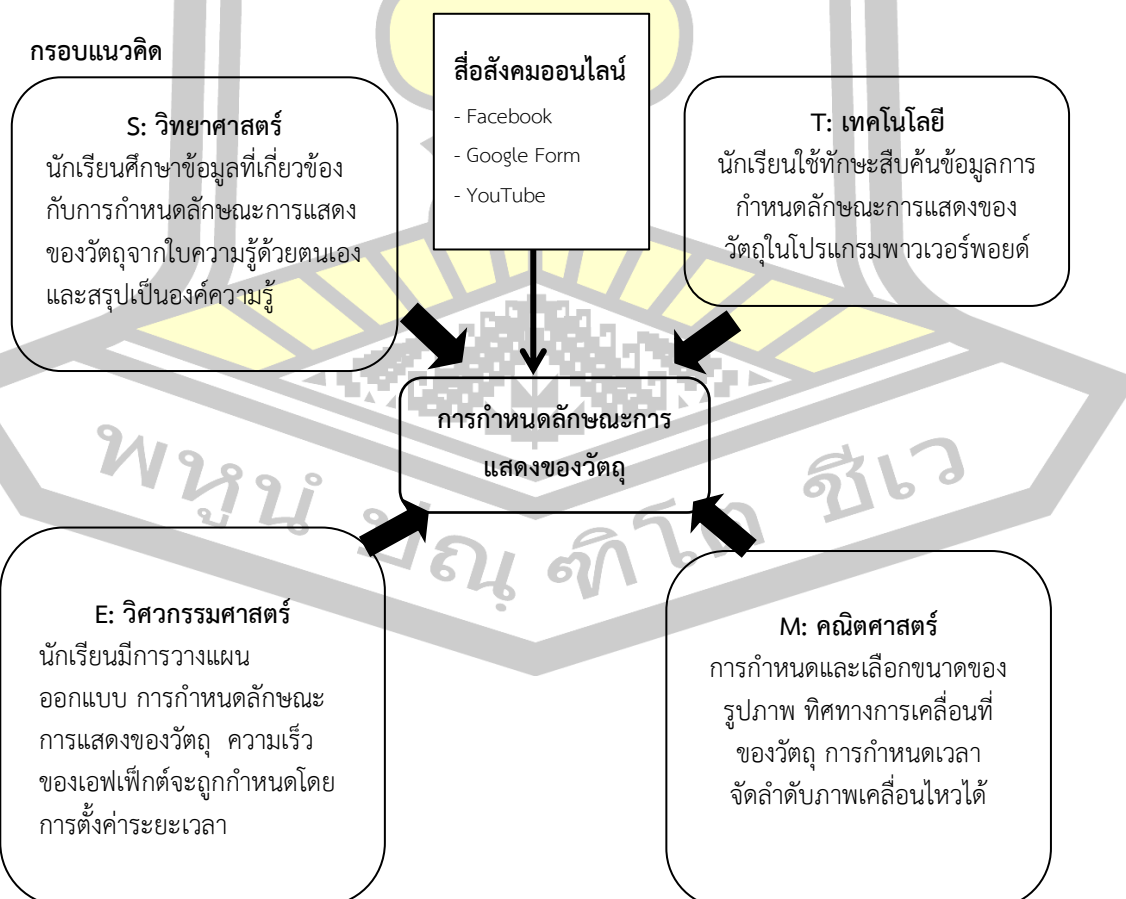 กรอบแนวคิด
สื่อสังคมออนไลน์
- Facebook
- Google Form
- YouTube
S: วิทยาศาสตร์
นักเรียนศึกษาข้อมูลที่เกี่ยวข้อง
กับการกำหนดลักษณะการแสดง
ของวัตถุจากใบความรู้ด้วยตนเอง
และสรุปเป็นองค์ความรู้
T: เทคโนโลยี
นักเรียนใช้ทักษะสืบค้นข้อมูลการ
กำหนดลักษณะการแสดงของ
วัตถุในโปรแกรมพาวเวอร์พอยด์
การกำหนดลักษณะการ
แสดงของวัตถุ
พหูนํ ปณฺฑิโต ชีเว
E: วิศวกรรมศาสตร์
นักเรียนมีการวางแผน
ออกแบบ การกำหนดลักษณะ
การแสดงของวัตถุ ความเร็ว
ของเอฟเฟ็กต์จะถูกกำหนดโดย
การตั้งค่าระยะเวลา
M: คณิตศาสตร์
การกำหนดและเลือกขนาดของ
รูปภาพ ทิศทางการเคลื่อนที่
ของวัตถุ การกำหนดเวลา
จัดลำดับภาพเคลื่อนไหวได้